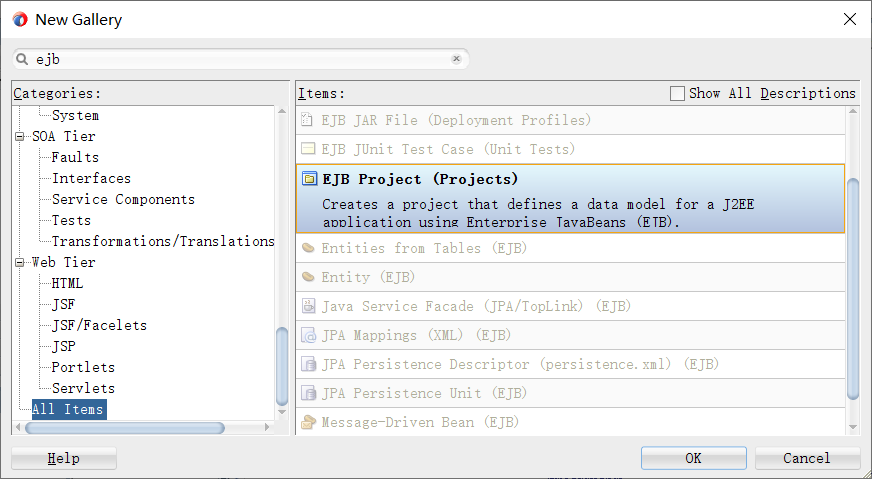 New Gallery
ejb
Categories:
System
SOA Tier
Faults
Interfaces
Service Components
Tests
Transformations/Translations
Web Tier
HTML
JSF
JSF/Facelets
JSP
Portlets
Servlets
All Items
Items:
Show All Descriptions
EJB JAR File (Deployment Profiles)
EJB JUnit Test Case (Unit Tests)
EJB Project (Projects)
Creates a project that defines a data model for a J2EE
application using Enterprise JavaBeans (EJB).
Entities from Tables (EJB)
Entity (EJB)
Java Service Facade (JPA/TopLink) (EJB)
JPA Mappings (XML) (EJB)
JPA Persistence Descriptor (persistence.xml) (EJB)
JPA Persistence Unit (EJB)
Message-Driven Bean (EJB)
Help
OK
Cancel